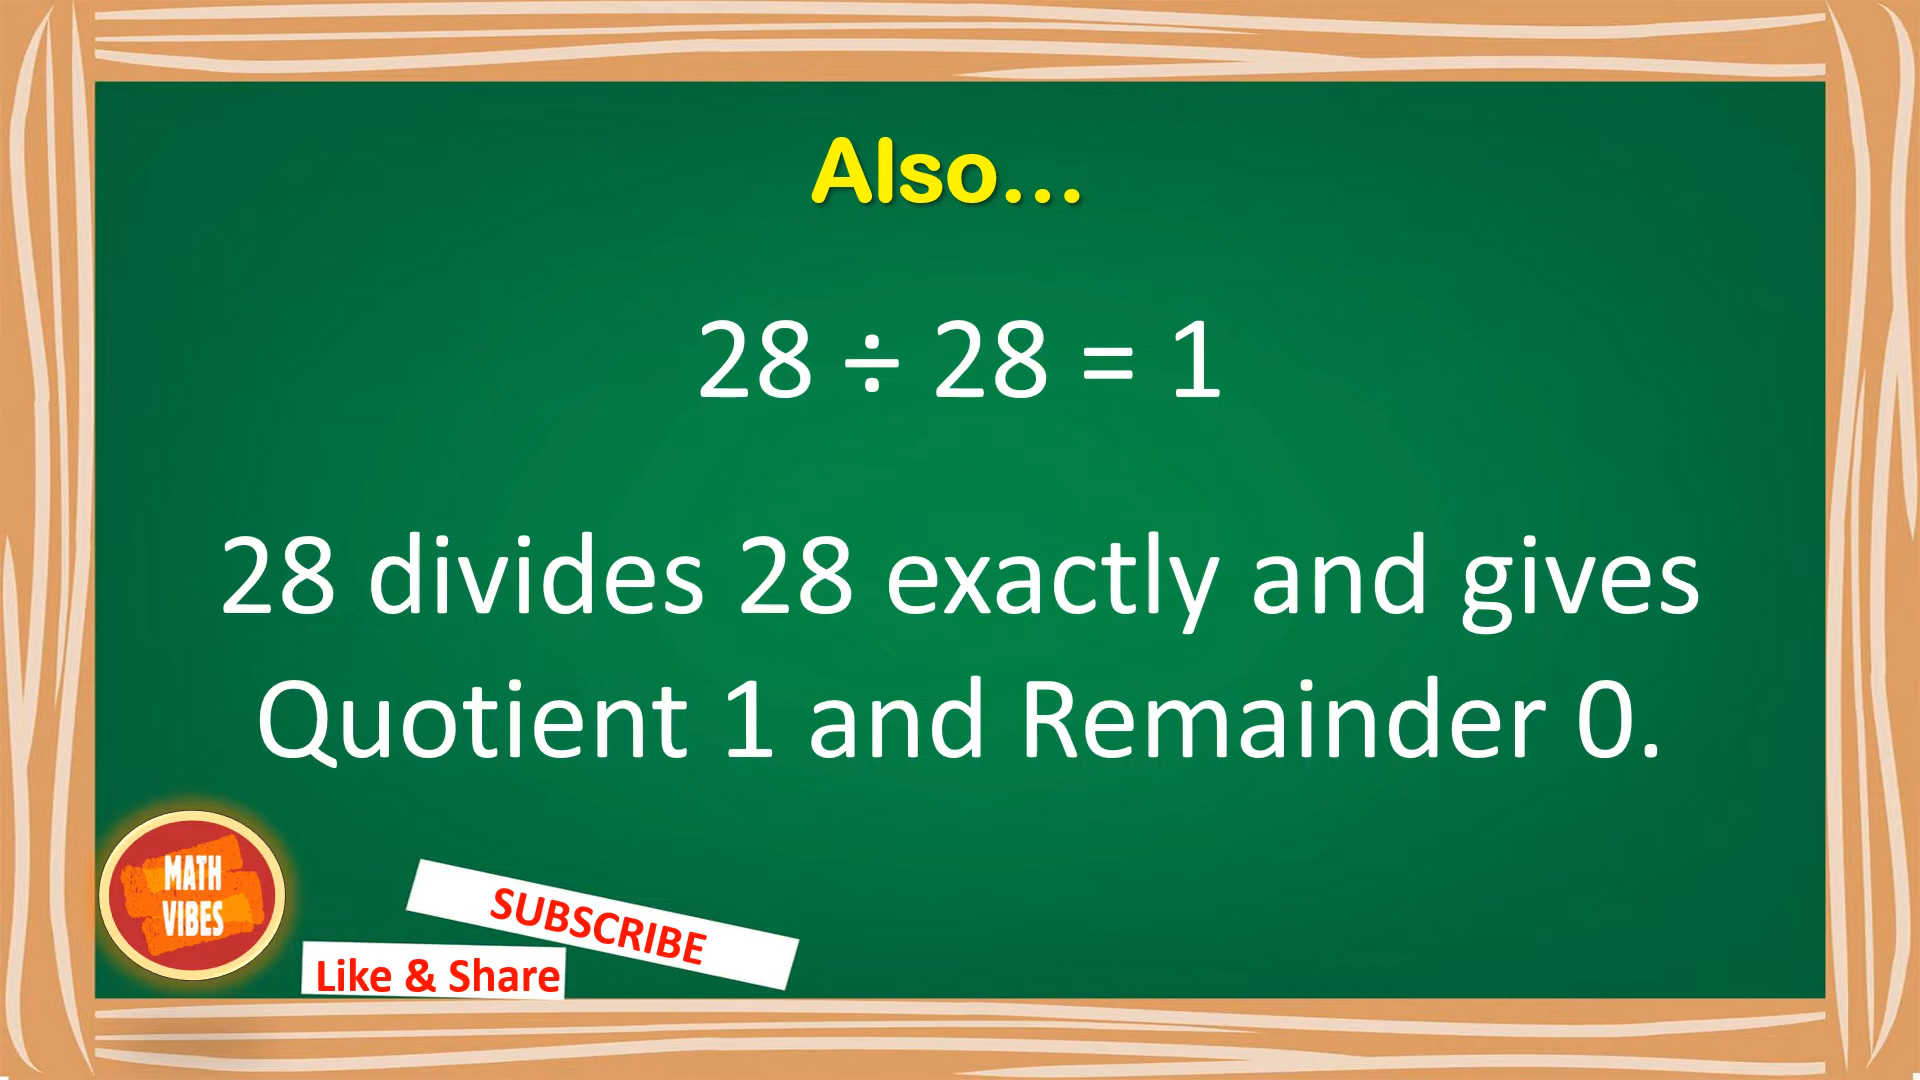 Also...
28 ÷ 28 = 1
28 divides 28 exactly and gives
Quotient 1 and Remainder 0.
MATH
VIBES
SUBSCRIBE
Like & Share